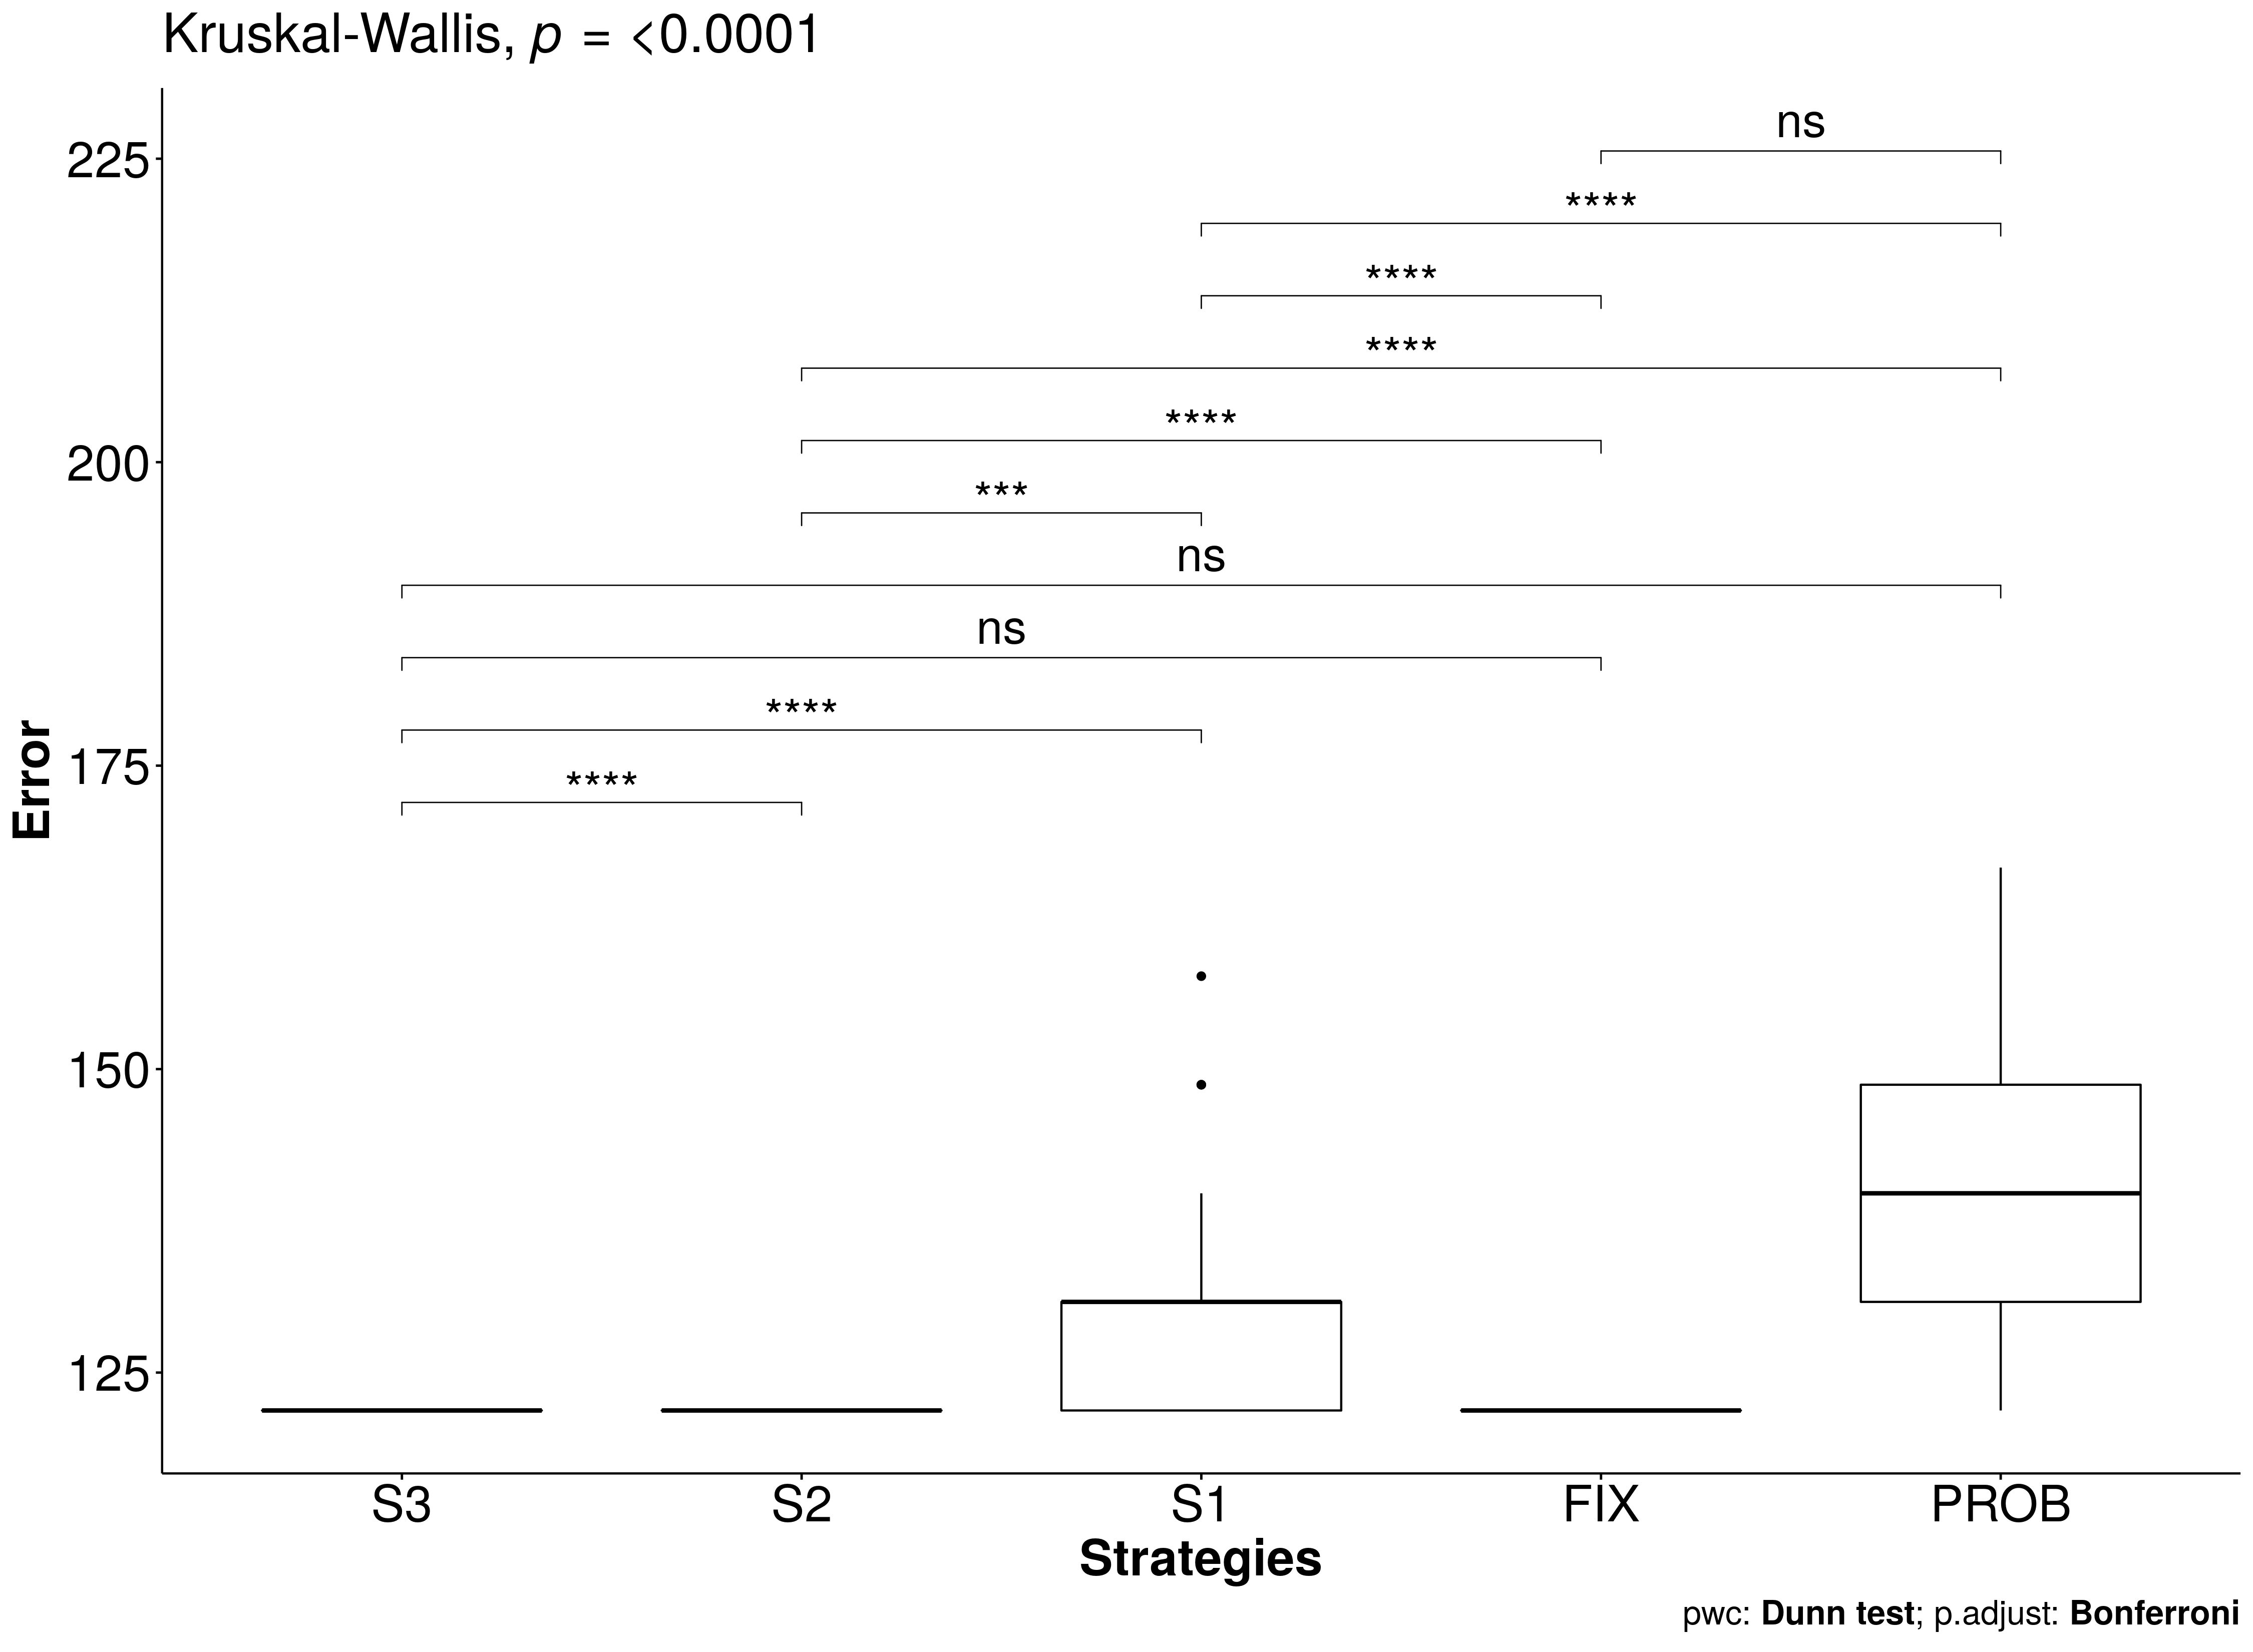 Kruskal-Wallis, p = <0.0001
225
200
175
150
125
Error
ns
****
****
****
****
***
ns
ns
****
****
S3 S2 S1 FIX PROB
Strategies
pwc: Dunn test; p.adjust: Bonferroni